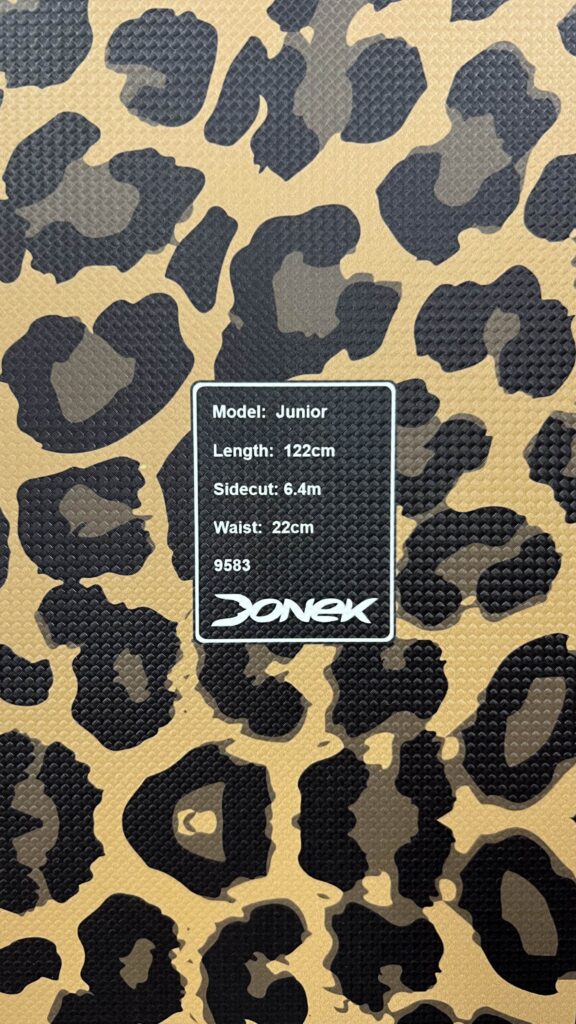 Model: Junior
Length: 122cm
Sidecut: 6.4m
Waist: 22cm
9583
Donek